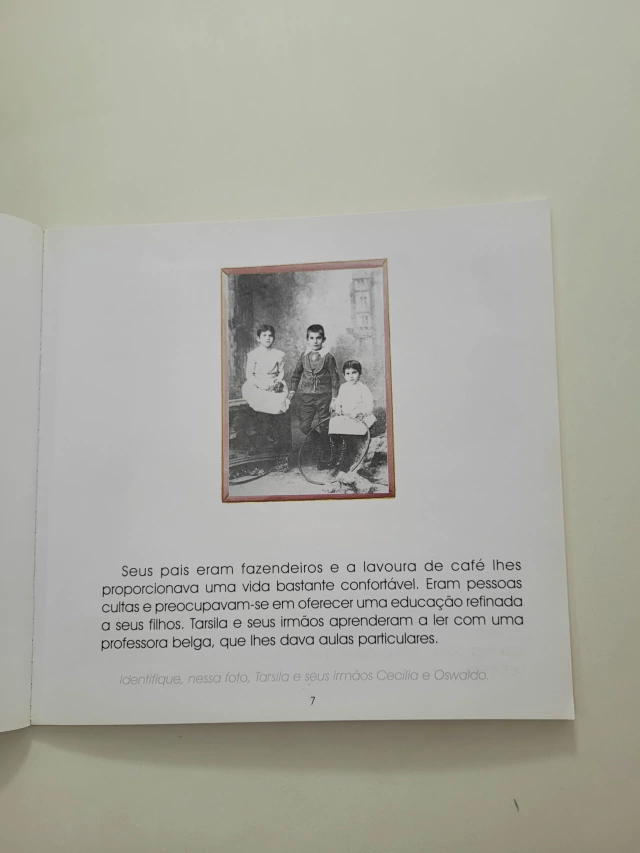 Seus pais eram fazendeiros e a lavoura de café lhes
proporcionava uma vida bastante confortável. Eram pessoas
cultas e preocupavam-se em oferecer uma educação refinada
a seus filhos. Tarsila e seus irmãos aprenderam a ler com uma
professora belga, que lhes dava aulas particulares.
Identifique, nessa foto, Tarsila e seus irmãos Cecília e Oswaldo.
7